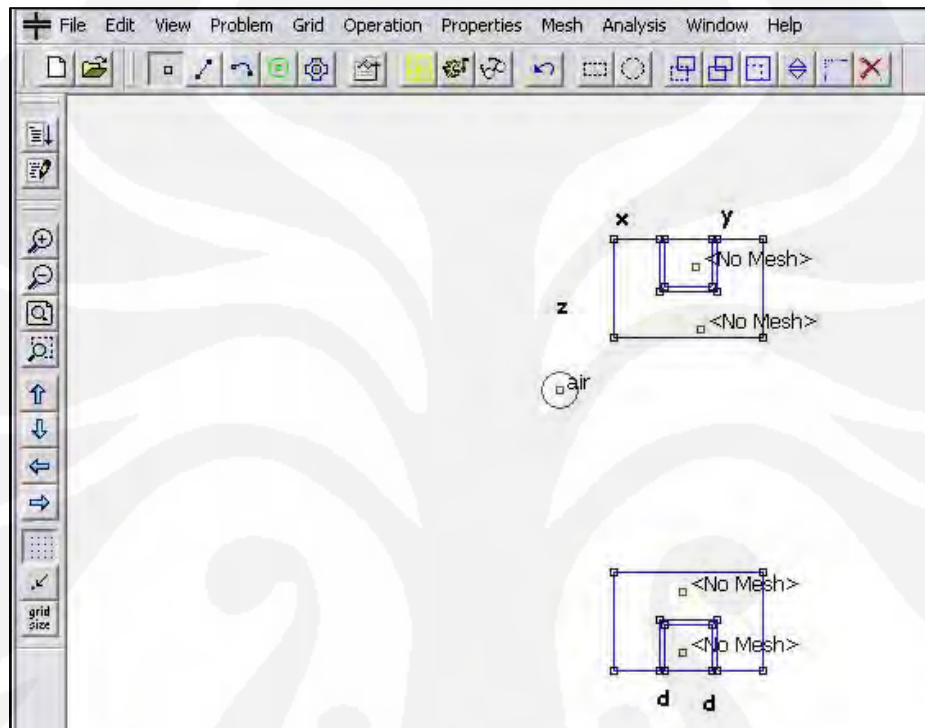 File Edit View Problem Grid Operation Properties Mesh Analysis Window Help
x y
<No Mesh>
z
<No Mesh>
air
grid
size
<No Mesh>
<No Mesh>
d d